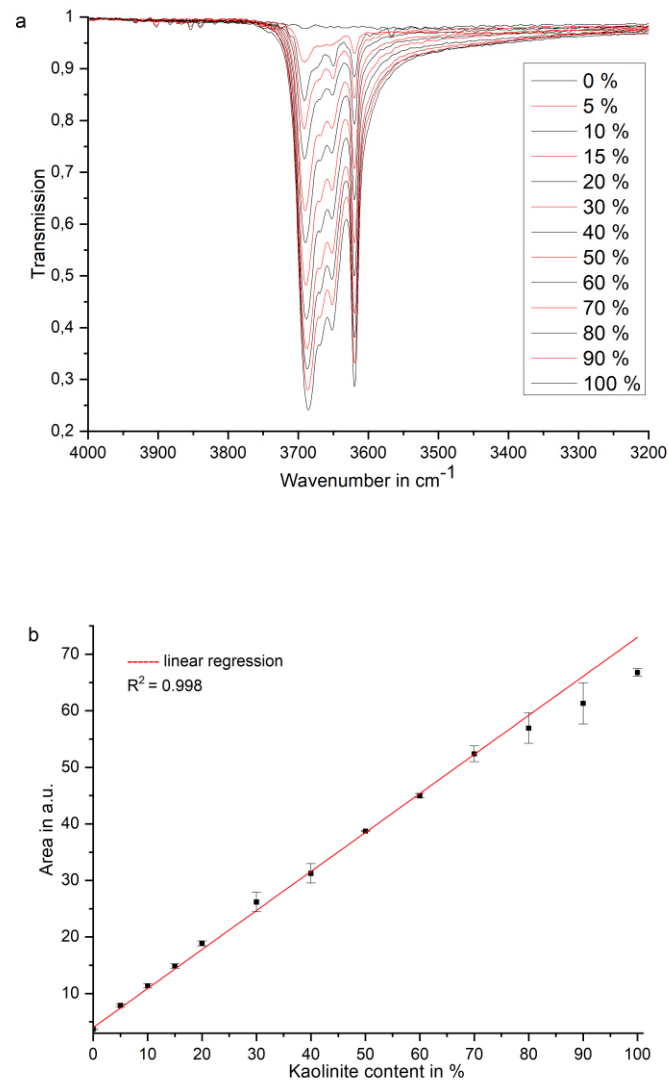 a
1
0,9
0,8
0,7
0,6
0,5
0,4
0,3
0,2
Transmission
4000 3900 3800 3700 3600 3500 3400 3300 3200
Wavenumber in cm⁻¹
0 %
5 %
10 %
15 %
20 %
30 %
40 %
50 %
60 %
70 %
80 %
90 %
100 %
b
linear regression
R² = 0.998
70
60
50
40
30
20
10
Area in a.u.
0 10 20 30 40 50 60 70 80 90 100
Kaolinite content in %